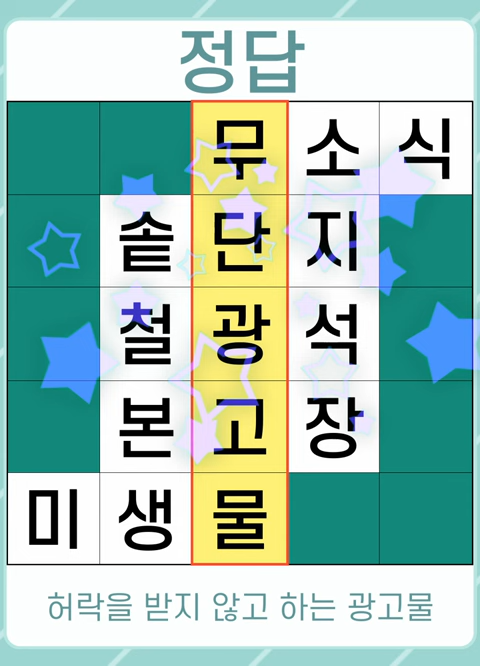 정답
무소식
솥단지
철광석
본고장
미생물
허락을 받지 않고 하는 광고물